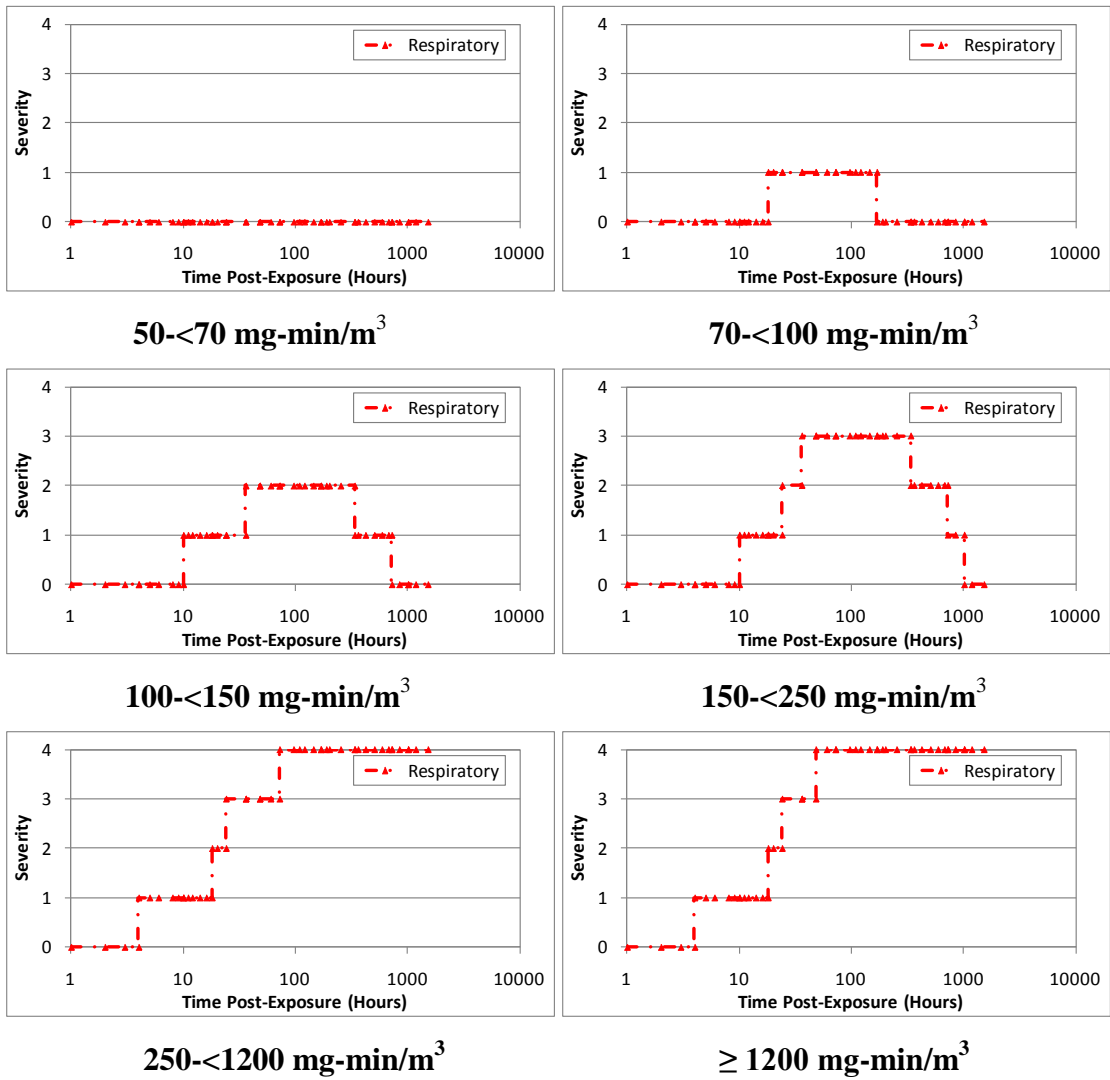 Respiratory
Severity
4
3
2
1
0
1 10 100 1000 10000
Time Post-Exposure (Hours)
50-<70 mg-min/m³
Respiratory
Severity
4
3
2
1
0
1 10 100 1000 10000
Time Post-Exposure (Hours)
70-<100 mg-min/m³
Respiratory
Severity
4
3
2
1
0
1 10 100 1000 10000
Time Post-Exposure (Hours)
100-<150 mg-min/m³
Respiratory
Severity
4
3
2
1
0
1 10 100 1000 10000
Time Post-Exposure (Hours)
150-<250 mg-min/m³
Respiratory
Severity
4
3
2
1
0
1 10 100 1000 10000
Time Post-Exposure (Hours)
250-<1200 mg-min/m³
Respiratory
Severity
4
3
2
1
0
1 10 100 1000 10000
Time Post-Exposure (Hours)
≥ 1200 mg-min/m³